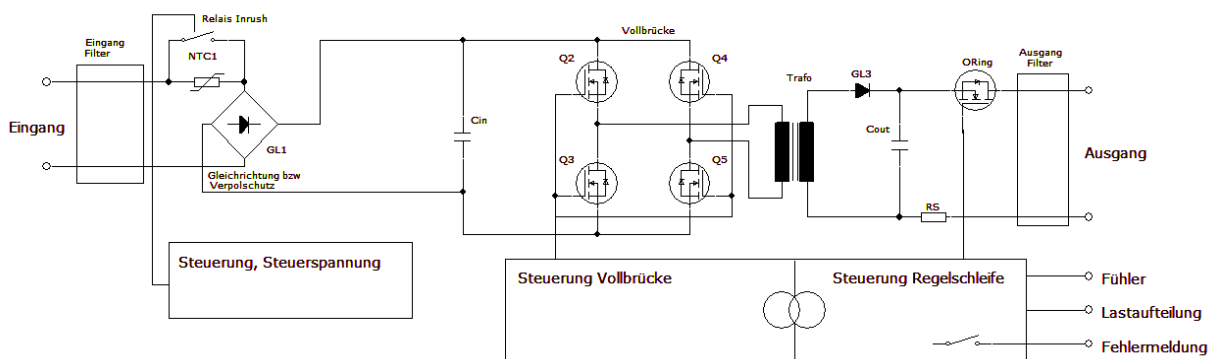 Relais Inrush
Eingang
Filter
NTC1
Eingang
GL1
Gleichrichtung bzw
Verpolschutz
Cin
Vollbrücke
Q2
Q4
Q3
Q5
Trafo
GL3
Cout
ORing
RS
Ausgang
Filter
Ausgang
Steuerung, Steuerspannung
Steuerung Vollbrücke
Steuerung Regelschleife
Fühler
Lastaufteilung
Fehlermeldung